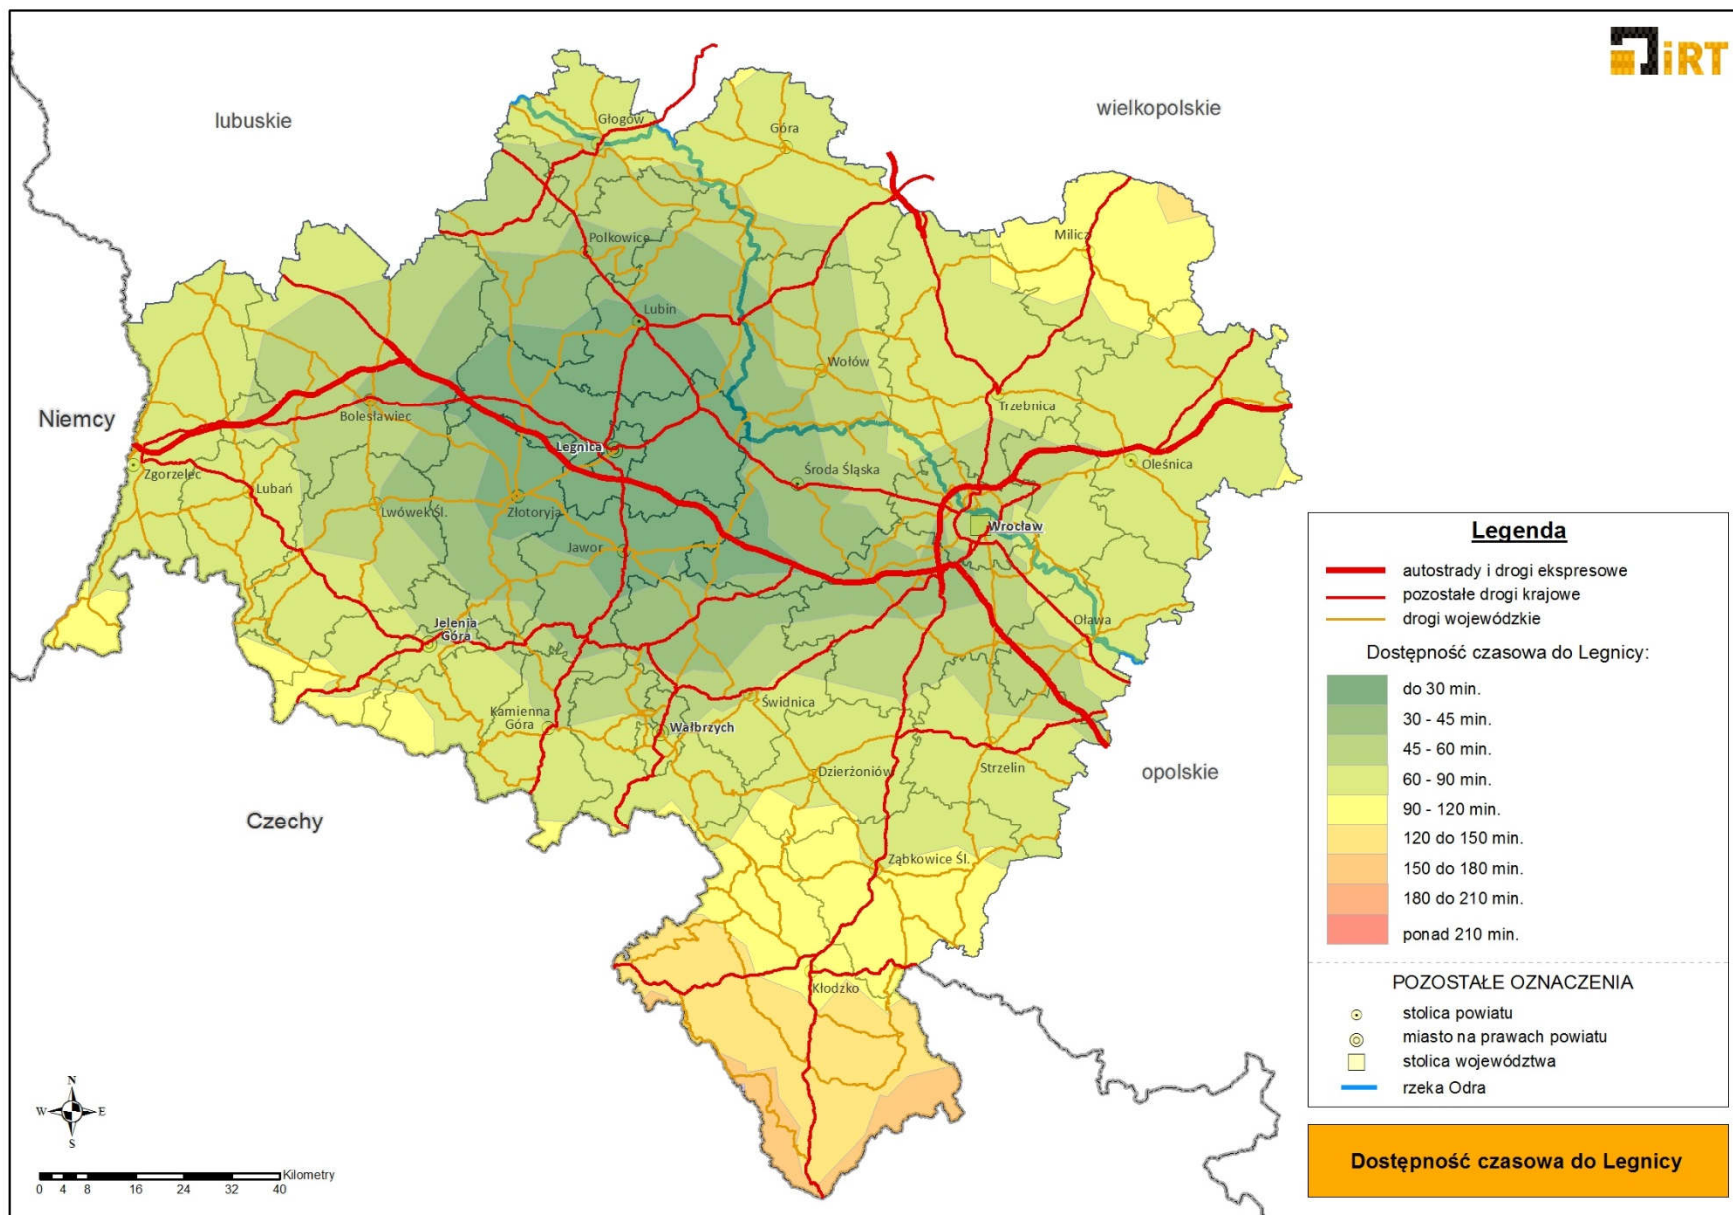 iRT
lubuskie
wielkopolskie
Głogów
Góra
Milicz
Polkowice
Lubin
Wołów
Trzebnica
Niemcy
Bolesławiec
Legnica
Oleśnica
Zgorzelec
Środa Śląska
Lubań
Lwówek Śl.
Złotoryja
Wrocław
Jawor
Jelenia
Góra
Oława
Kamienna
Góra
Świdnica
Wałbrzych
Dzierżoniów
Strzelin
opolskie
Czechy
Ząbkowice Śl.
Kłodzko
Legenda
autostrady i drogi ekspresowe
pozostałe drogi krajowe
drogi wojewódzkie
Dostępność czasowa do Legnicy:
do 30 min.
30 - 45 min.
45 - 60 min.
60 - 90 min.
90 - 120 min.
120 do 150 min.
150 do 180 min.
180 do 210 min.
ponad 210 min.
POZOSTAŁE OZNACZENIA
stolica powiatu
miasto na prawach powiatu
stolica województwa
rzeka Odra
Dostępność czasowa do Legnicy
N
W E
S
Kilometry
0 4 8 16 24 32 40